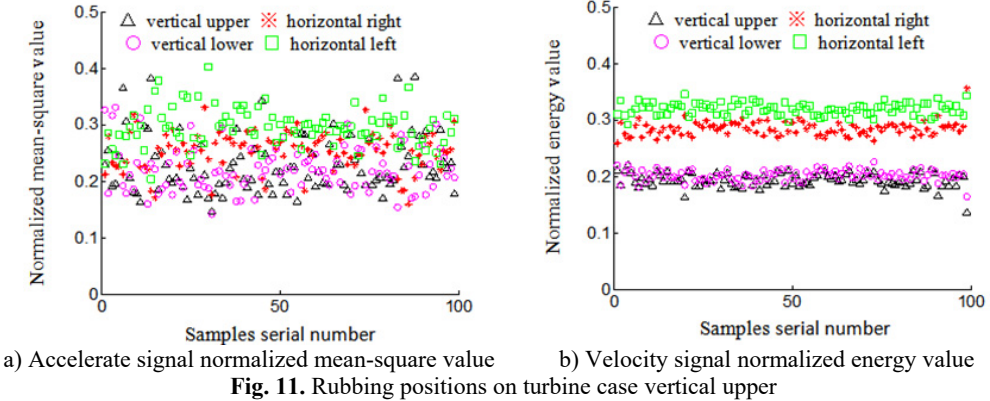 Normalized mean-square value
0.5
0.4
0.3
0.2
0.1
0
vertical upper horizontal right
vertical lower horizontal left
0 50 100
Samples serial number
Normalized energy value
0.5
0.4
0.3
0.2
0.1
0
vertical upper horizontal right
vertical lower horizontal left
0 50 100
Samples serial number
a) Accelerate signal normalized mean-square value b) Velocity signal normalized energy value
Fig. 11. Rubbing positions on turbine case vertical upper